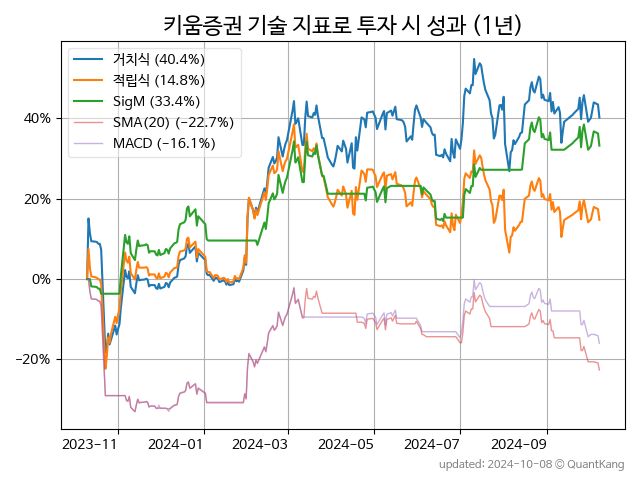 키움증권 기술 지표로 투자 시 성과 (1년)
거치식 (40.4%)
적립식 (14.8%)
SigM (33.4%)
SMA(20) (−22.7%)
MACD (−16.1%)
40%
20%
0%
−20%
2023−11 2024−01 2024−03 2024−05 2024−07 2024−09
updated: 2024-10-08 © QuantKang